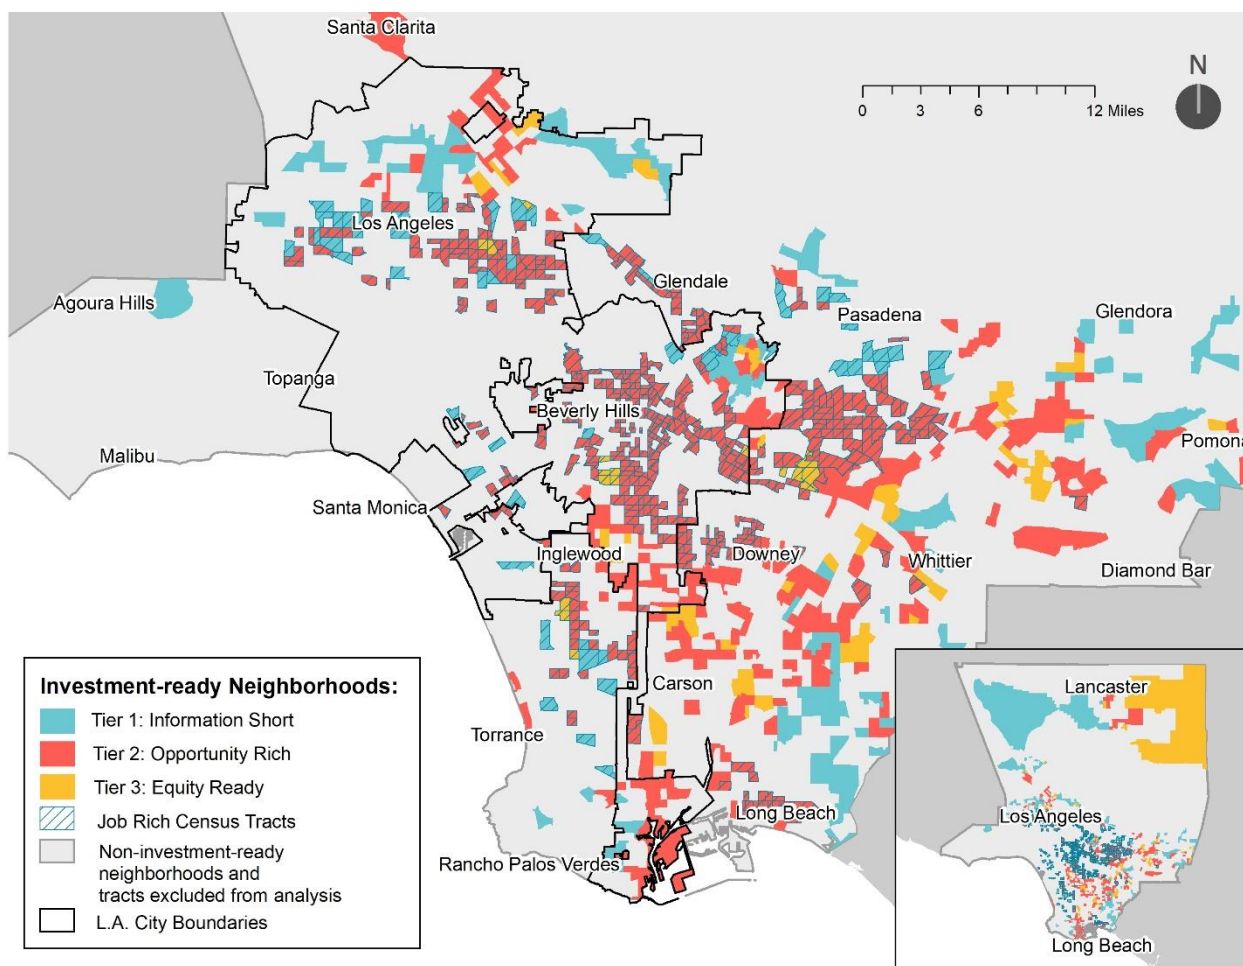 Santa Clarita
N
0 3 6 9 12 Miles
Los Angeles
Glendale
Agoura Hills
Pasadena
Glendora
Topanga
Beverly Hills
Pomona
Malibu
Santa Monica
Inglewood
Downey
Whittier
Diamond Bar
Carson
Torrance
Long Beach
Rancho Palos Verdes
Investment-ready Neighborhoods:
Tier 1: Information Short
Tier 2: Opportunity Rich
Tier 3: Equity Ready
Job Rich Census Tracts
Non-investment-ready
neighborhoods and
tracts excluded from analysis
L.A. City Boundaries
Lancaster
Los Angeles
Long Beach